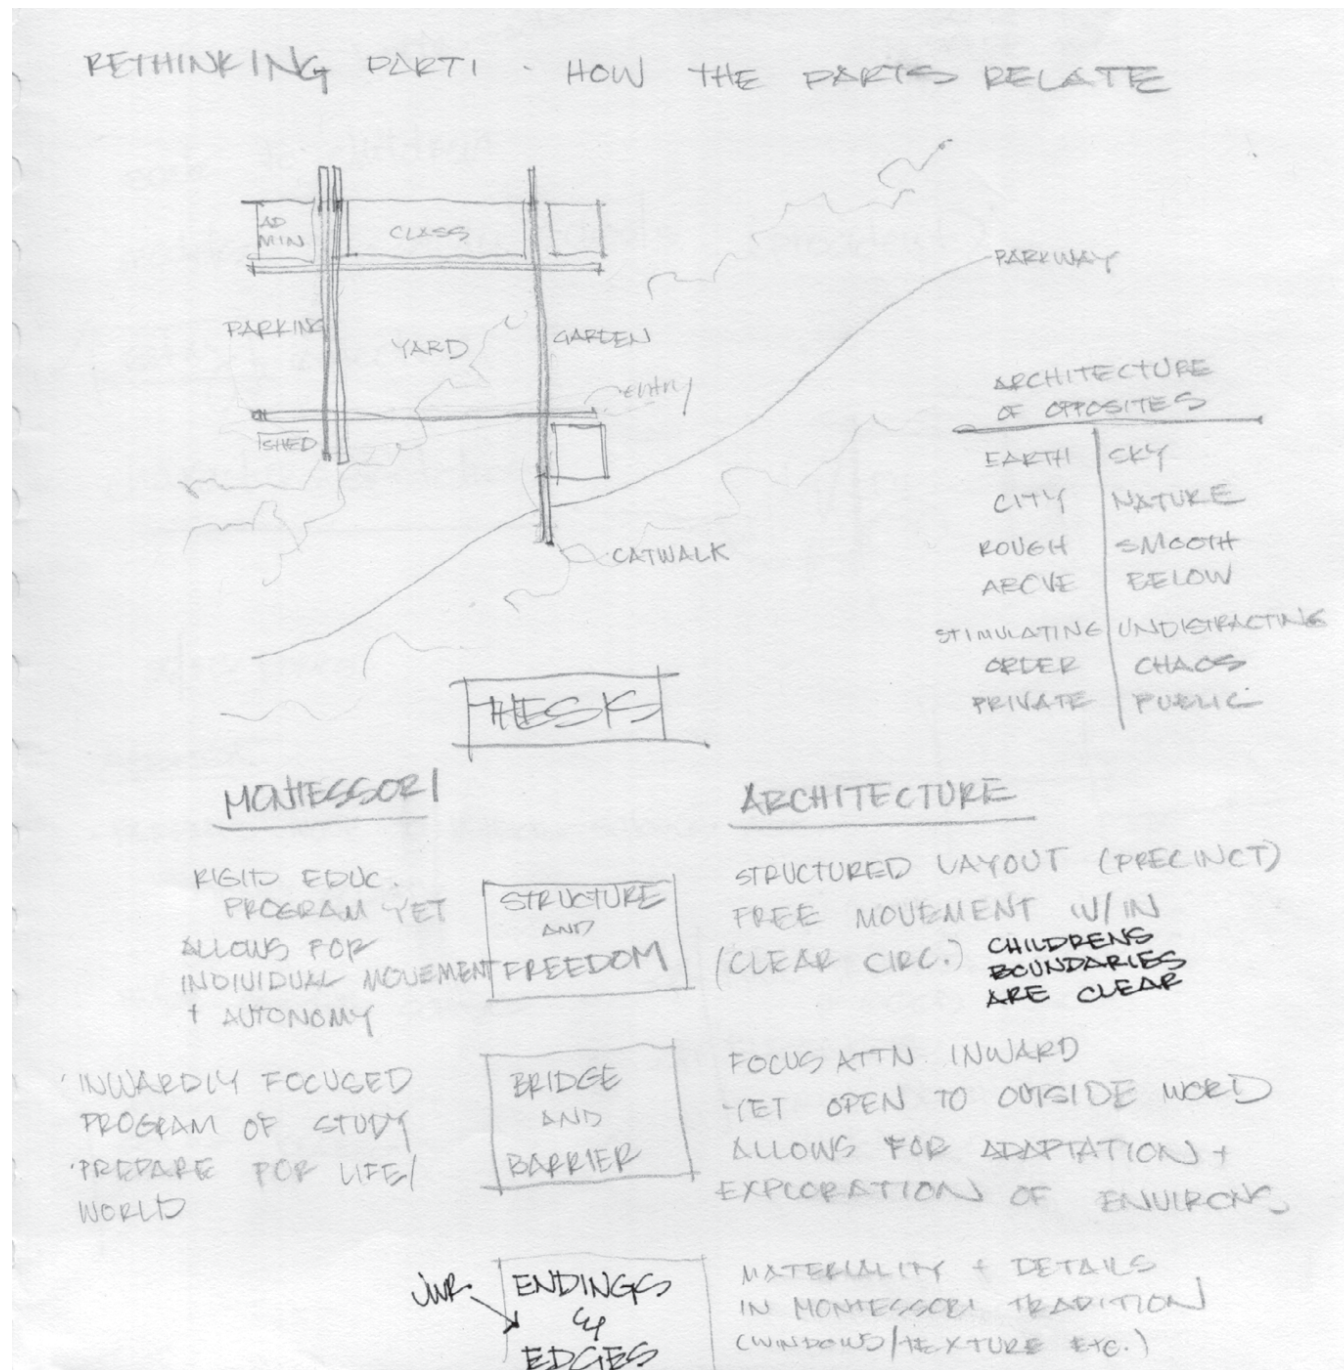 RETHINKING PARTI - HOW THE PARTS RELATE
AD
MIN
CLASS
PARKWAY
PARKING
YARD
GARDEN
ENTRY
SHED
CATWALK
ARCHITECTURE
OF OPPOSITES
EARTH SKY
CITY NATURE
ROUGH SMOOTH
ABOVE BELOW
STIMULATING UNDISTRACTING
ORDER CHAOS
PRIVATE PUBLIC
THESIS
MONTESSORI
RIGID EDUC.
PROGRAM YET
ALLOWS FOR
INDIVIDUAL MOVEMENT
+ AUTONOMY
STRUCTURE
AND
FREEDOM
ARCHITECTURE
STRUCTURED LAYOUT (PRECINCT)
FREE MOVEMENT W/IN
(CLEAR CIRC.)
CHILDRENS
BOUNDARIES
ARE CLEAR
· INWARDLY FOCUSED
PROGRAM OF STUDY
· PREPARE FOR LIFE/
WORLD
BRIDGE
AND
BARRIER
FOCUS ATTN. INWARD
YET OPEN TO OUTSIDE WORD
ALLOWS FOR ADAPTATION +
EXPLORATION OF ENVIRONS
JWR.
ENDINGS
&
EDGES
MATERIALITY + DETAILS
IN MONTESSORI TRADITION
(WINDOWS/TEXTURE ETC.)